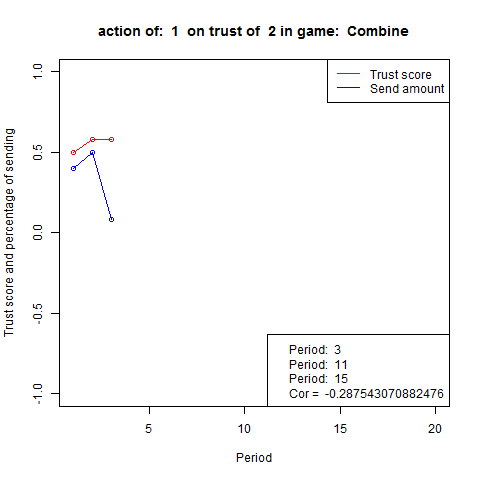 action of:  1  on trust of  2 in game:  Combine
Trust score
Send amount
Trust score and percentage of sending
1.0
0.5
0.0
-0.5
-1.0
Period:  3
Period:  11
Period:  15
Cor =  -0.287543070882476
5
10
15
20
Period